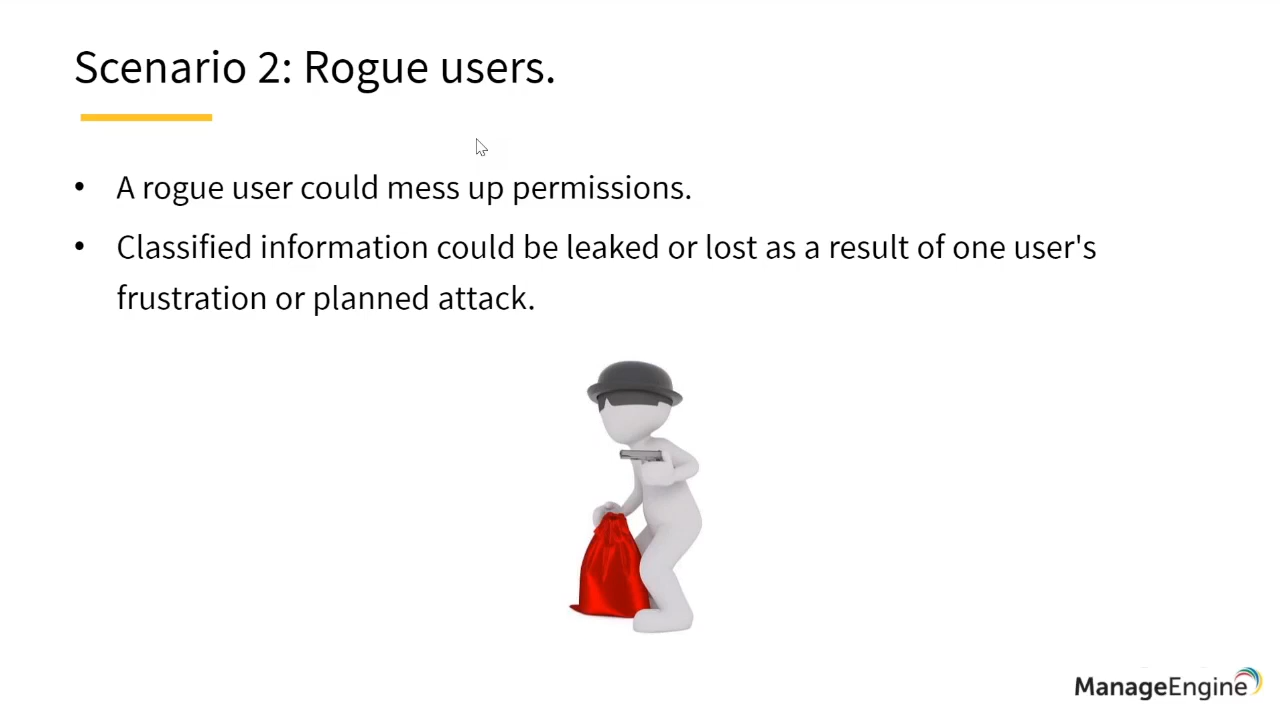 Scenario 2: Rogue users.
• A rogue user could mess up permissions.
• Classified information could be leaked or lost as a result of one user's
frustration or planned attack.
ManageEngine